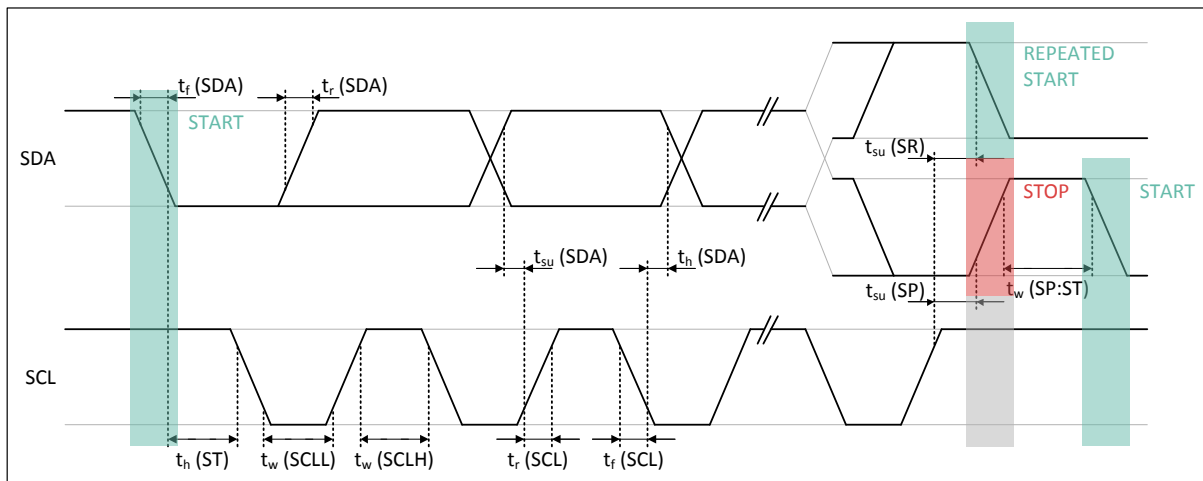 REPEATED
START
tf (SDA)
tr (SDA)
START
tsu (SR)
SDA
STOP
START
tsu (SDA)
th (SDA)
tsu (SP)
tw (SP:ST)
SCL
th (ST)
tw (SCLL)
tw (SCLH)
tr (SCL)
tf (SCL)